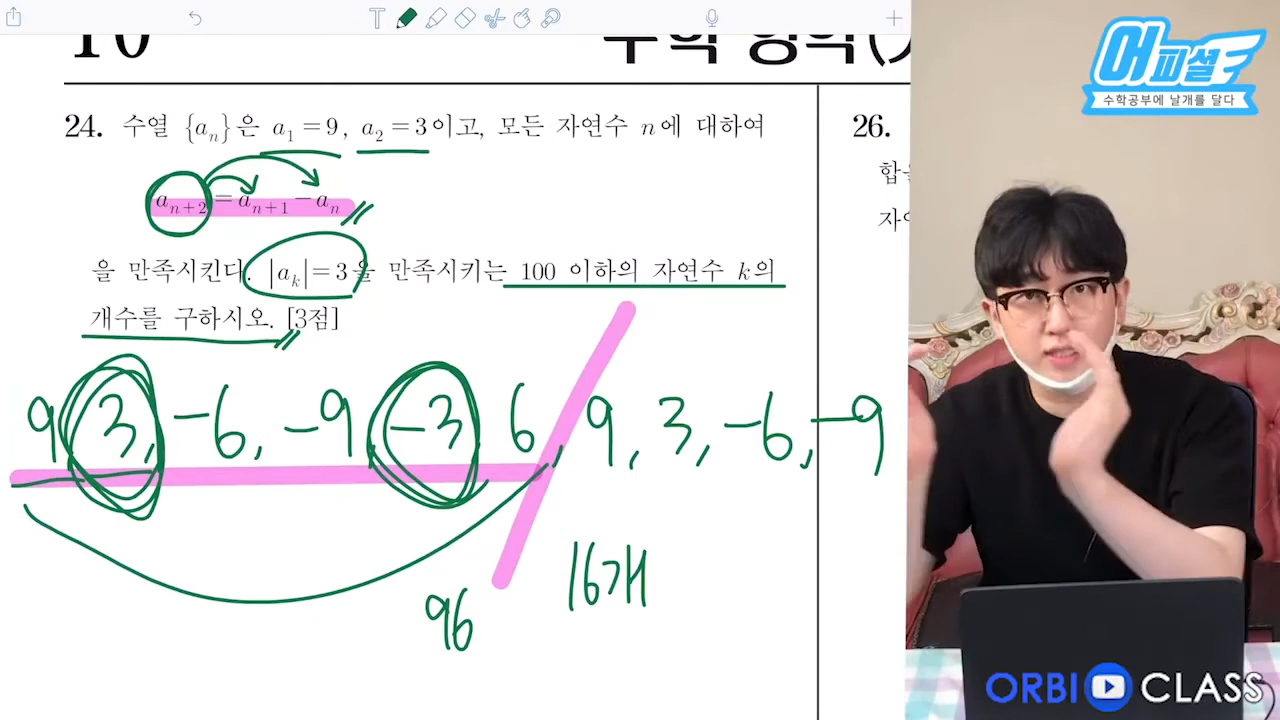 10
수학 영역
24. 수열 {aₙ}은 a₁=9, a₂=3이고, 모든 자연수 n에 대하여
aₙ₊₂=aₙ₊₁-aₙ
을 만족시킨다. |aₖ|=3을 만족시키는 100 이하의 자연수 k의
개수를 구하시오. [3점]
9 3, -6, -9, -3 6, 9, 3, -6, -9
16개
96
26.
합을
자연
어피셜
수학공부에 날개를 달다
ORBI CLASS